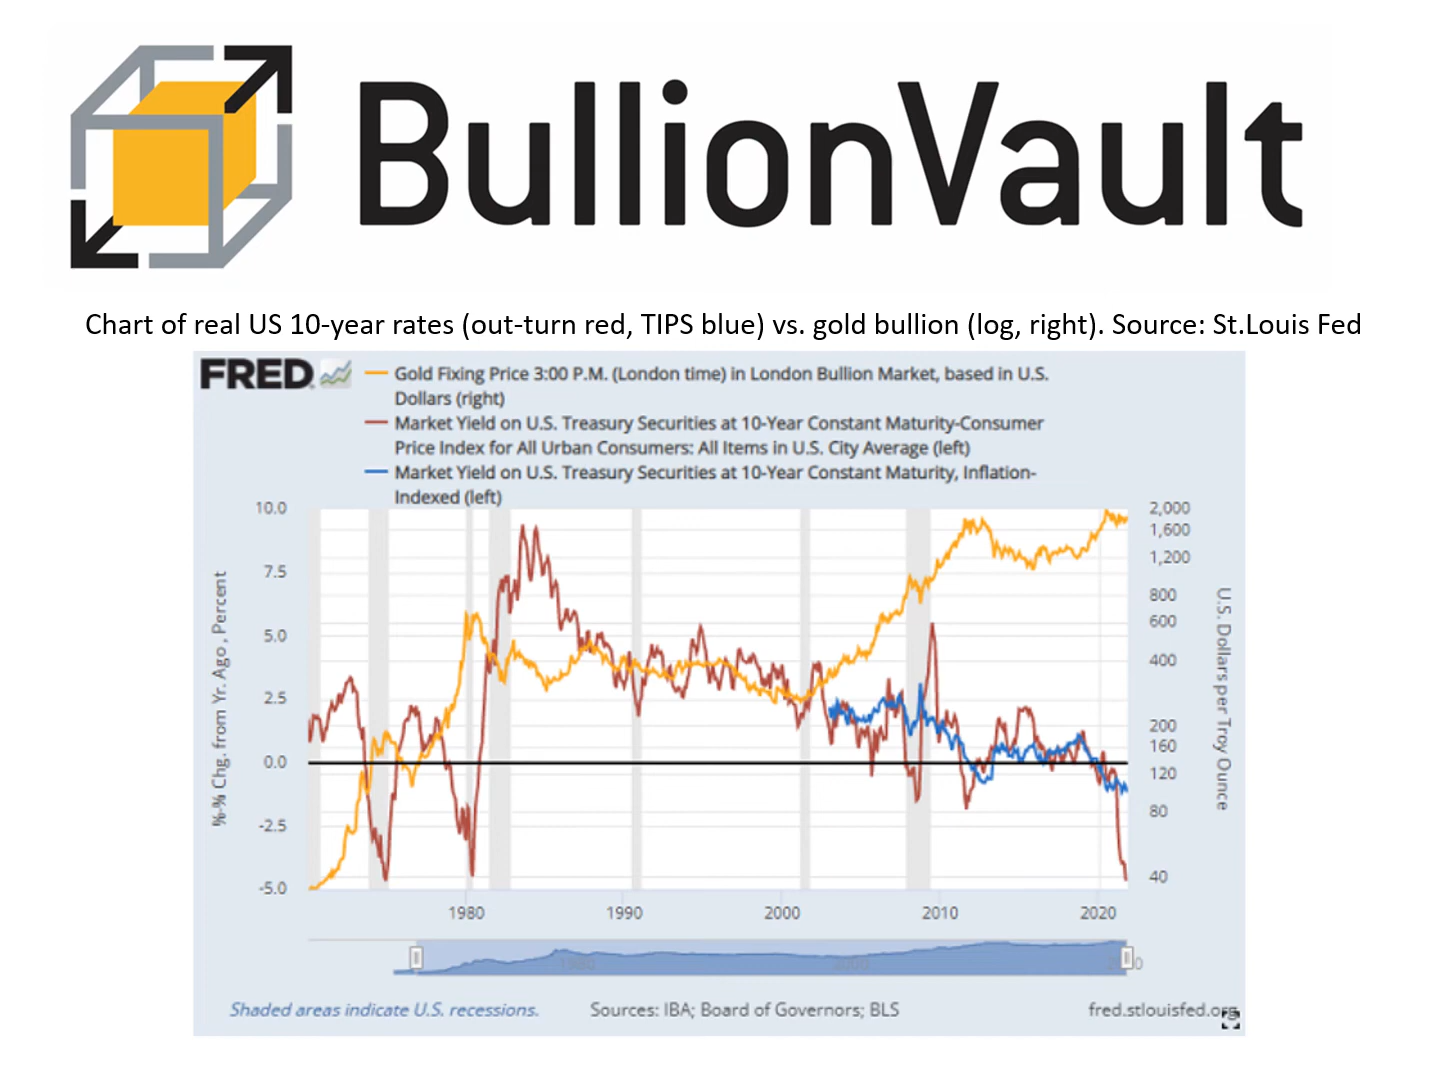 BullionVault
Chart of real US 10-year rates (out-turn red, TIPS blue) vs. gold bullion (log, right). Source: St.Louis Fed
FRED
Gold Fixing Price 3:00 P.M. (London time) in London Bullion Market, based in U.S.
Dollars (right)
Market Yield on U.S. Treasury Securities at 10-Year Constant Maturity-Consumer
Price Index for All Urban Consumers: All Items in U.S. City Average (left)
Market Yield on U.S. Treasury Securities at 10-Year Constant Maturity, Inflation-
Indexed (left)
%-% Chg. from Yr. Ago , Percent
10.0
7.5
5.0
2.5
0.0
-2.5
-5.0
2,000
1,600
1,200
800
600
400
200
160
120
80
40
U.S. Dollars per Troy Ounce
1980
1990
2000
2010
2020
1980
2000
Shaded areas indicate U.S. recessions.
Sources: IBA; Board of Governors; BLS
fred.stlouisfed.org